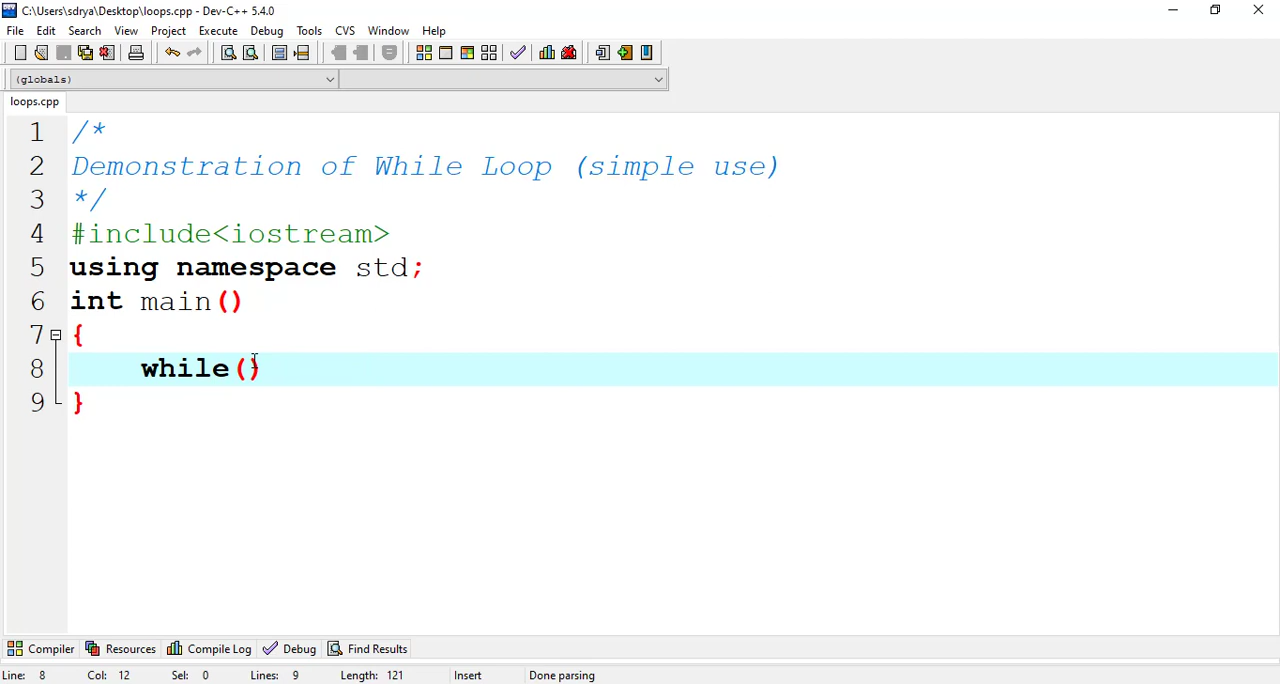 C:\Users\sdrya\Desktop\loops.cpp - Dev-C++ 5.4.0
File Edit Search View Project Execute Debug Tools CVS Window Help
(globals)
loops.cpp
1 /*
2 Demonstration of While Loop (simple use)
3 */
4 #include<iostream>
5 using namespace std;
6 int main()
7 {
8 while()
9 }
Compiler Resources Compile Log Debug Find Results
Line: 8 Col: 12 Sel: 0 Lines: 9 Length: 121 Insert Done parsing